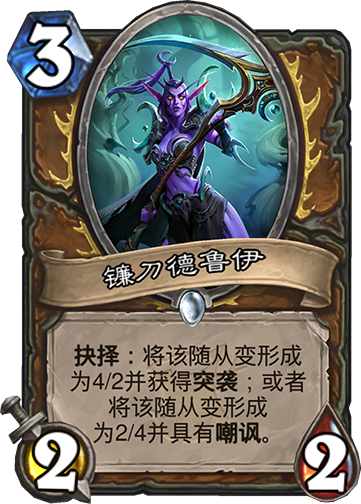 3
镰刀德鲁伊
抉择：将该随从变形成
为4/2并获得突袭；或者
将该随从变形成
为2/4并具有嘲讽。
2
2